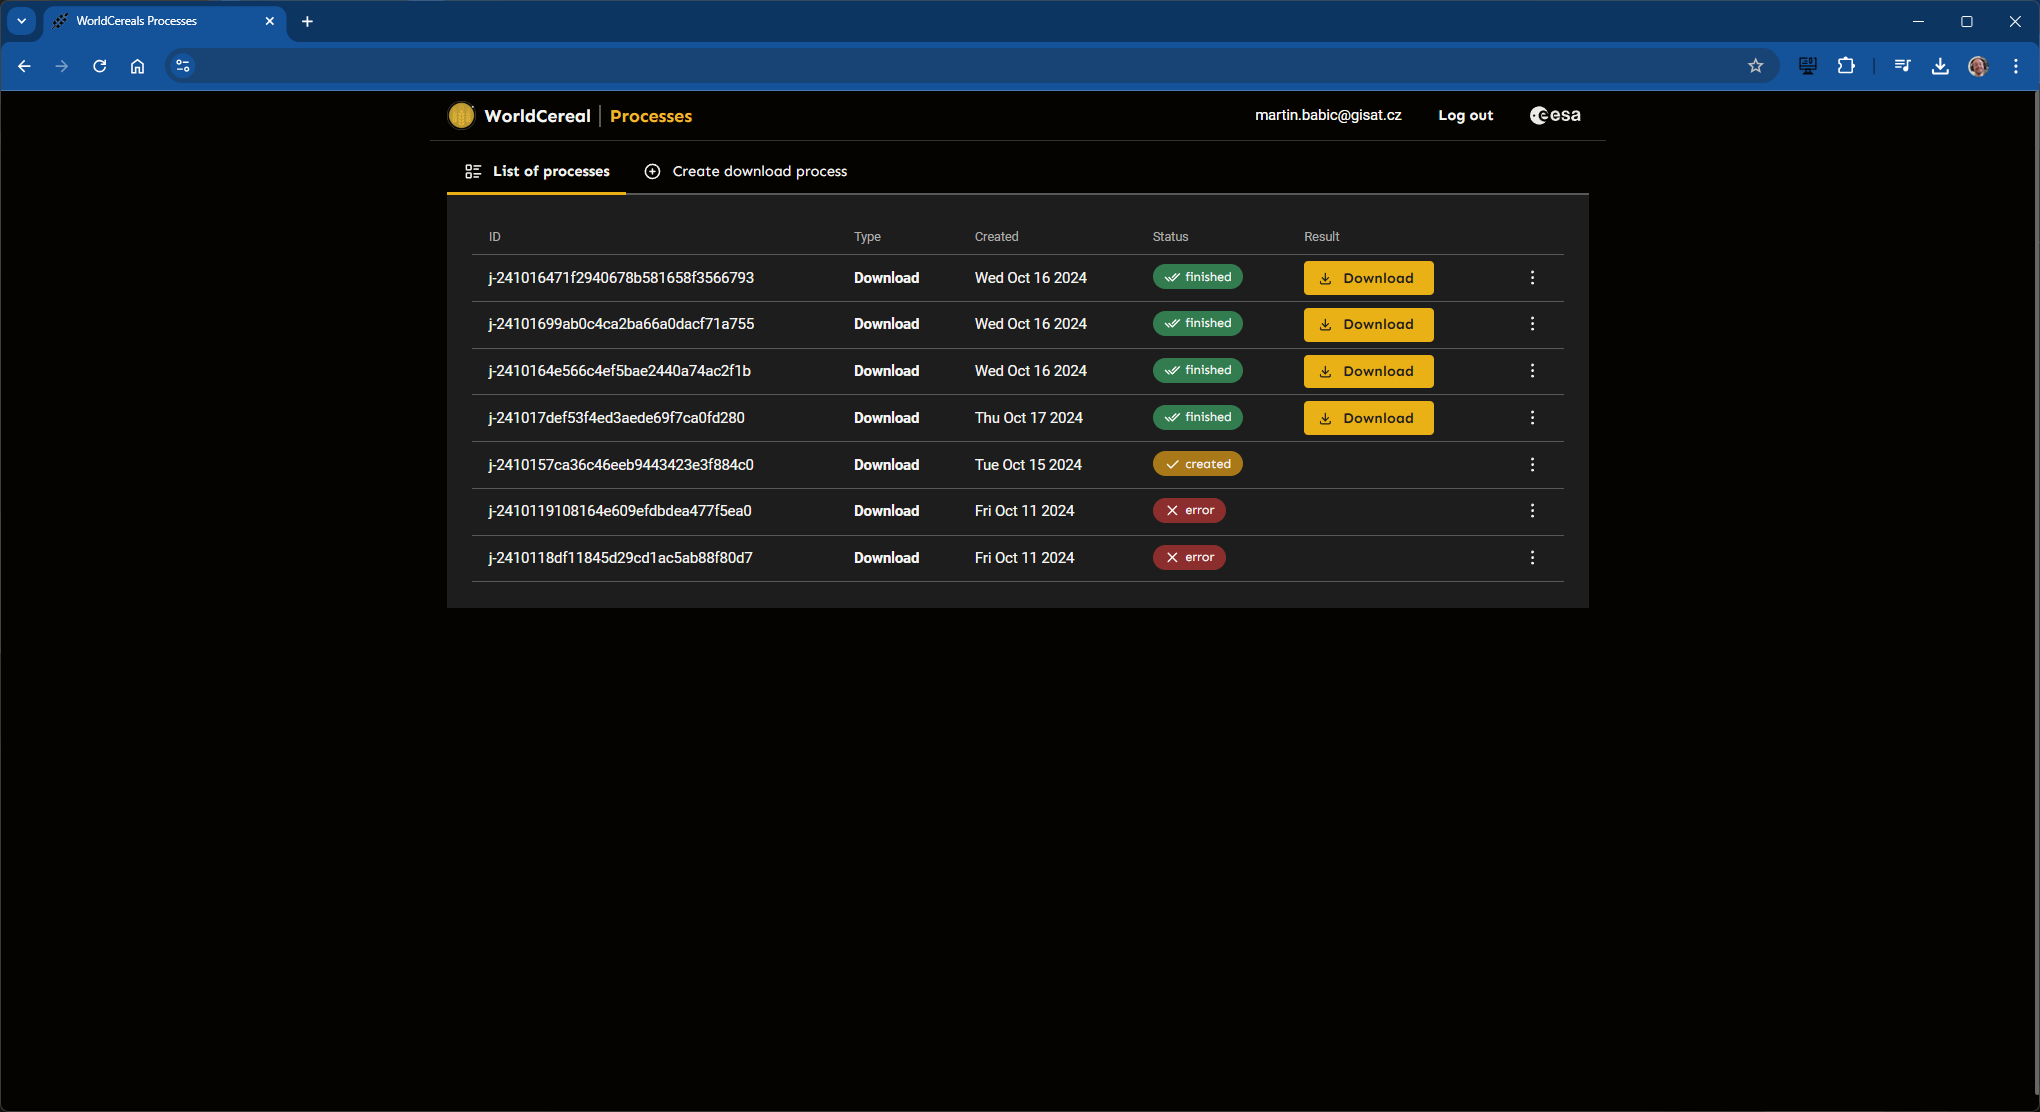 WorldCereals Processes
WorldCereal | Processes
martin.babic@gisat.cz
Log out
esa
List of processes
Create download process
ID Type Created Status Result
j-241016471f2940678b581658f3566793 Download Wed Oct 16 2024 finished Download
j-24101699ab0c4ca2ba66a0dacf71a755 Download Wed Oct 16 2024 finished Download
j-2410164e566c4ef5bae2440a74ac2f1b Download Wed Oct 16 2024 finished Download
j-241017def53f4ed3aede69f7ca0fd280 Download Thu Oct 17 2024 finished Download
j-2410157ca36c46eeb9443423e3f884c0 Download Tue Oct 15 2024 created
j-2410119108164e609efdbdea477f5ea0 Download Fri Oct 11 2024 error
j-2410118df11845d29cd1ac5ab88f80d7 Download Fri Oct 11 2024 error